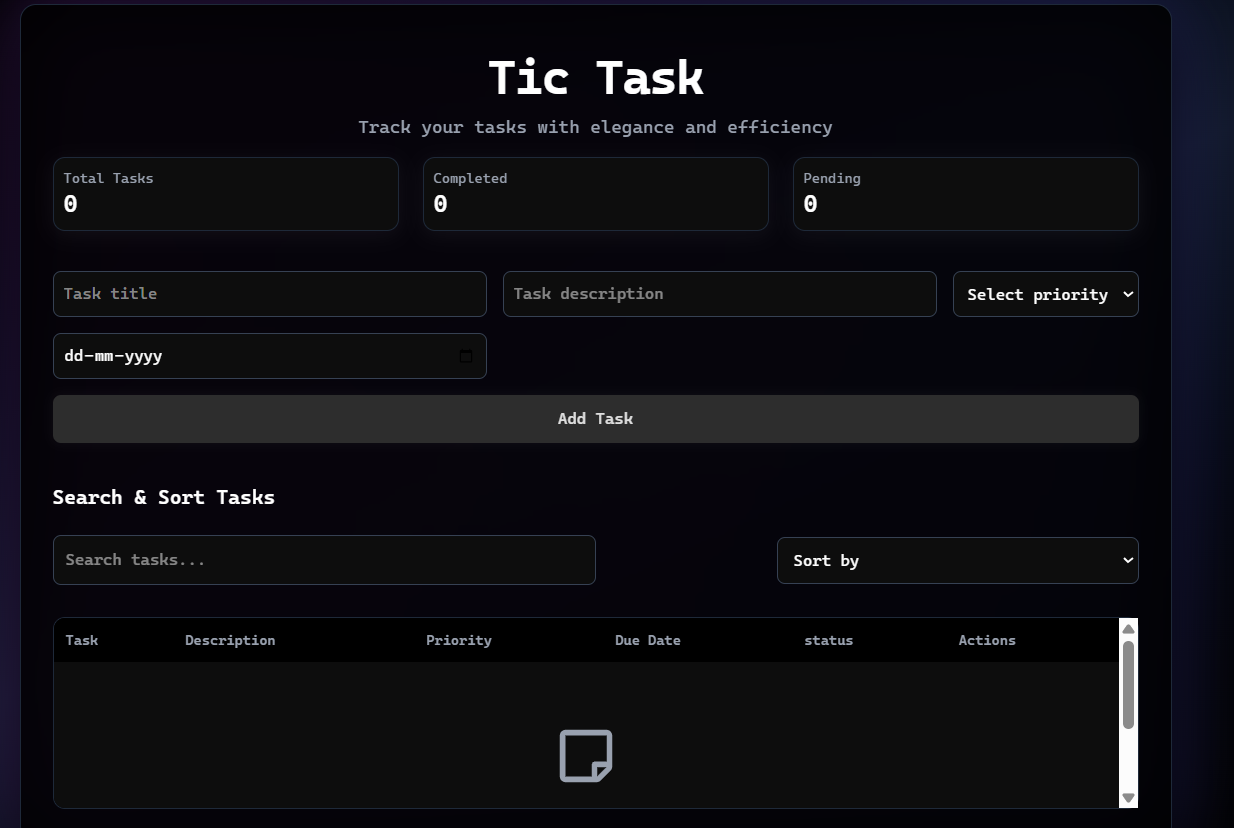 Tic Task
Track your tasks with elegance and efficiency
Total Tasks
0
Completed
0
Pending
0
Task title
Task description
Select priority
dd-mm-yyyy
Add Task
Search & Sort Tasks
Search tasks...
Sort by
Task Description Priority Due Date status Actions